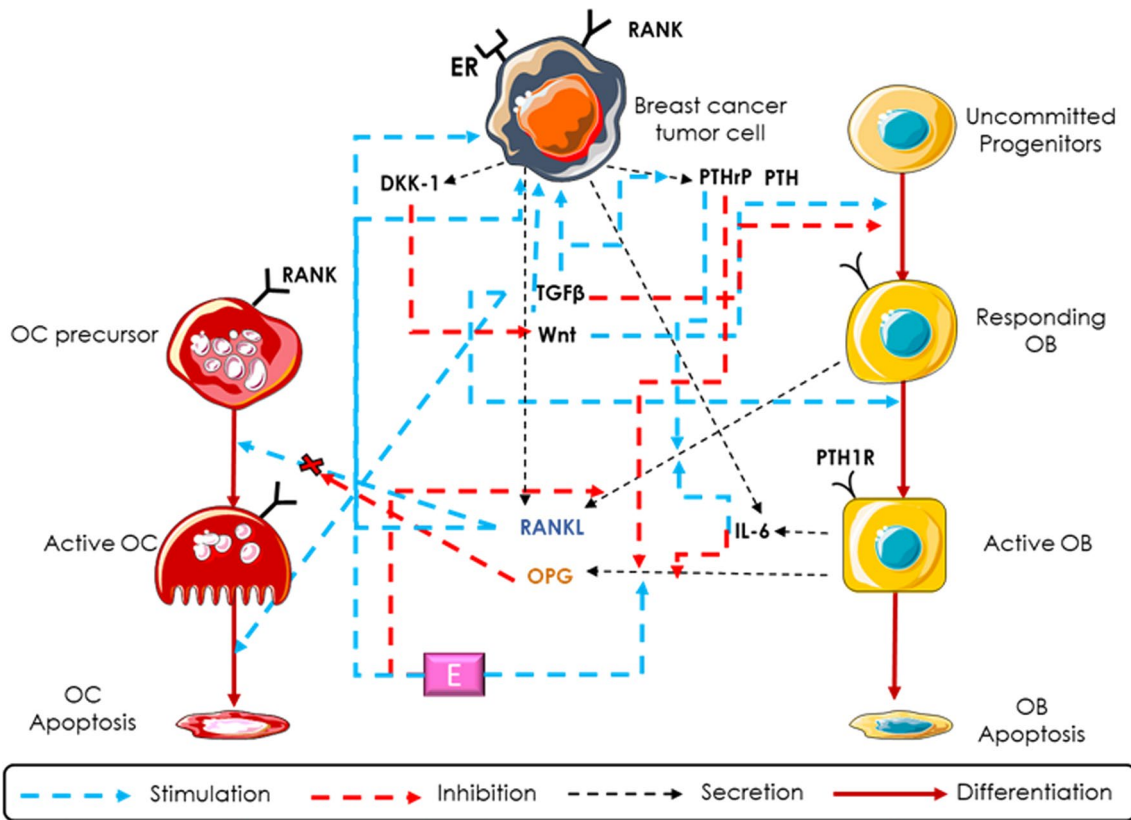 RANK
ER
Breast cancer
tumor cell
Uncommitted
Progenitors
DKK-1
PTHrP PTH
RANK
TGFβ
OC precursor
Wnt
Responding
OB
PTH1R
RANKL
IL-6
Active OC
Active OB
OPG
E
OC
Apoptosis
OB
Apoptosis
Stimulation
Inhibition
Secretion
Differentiation